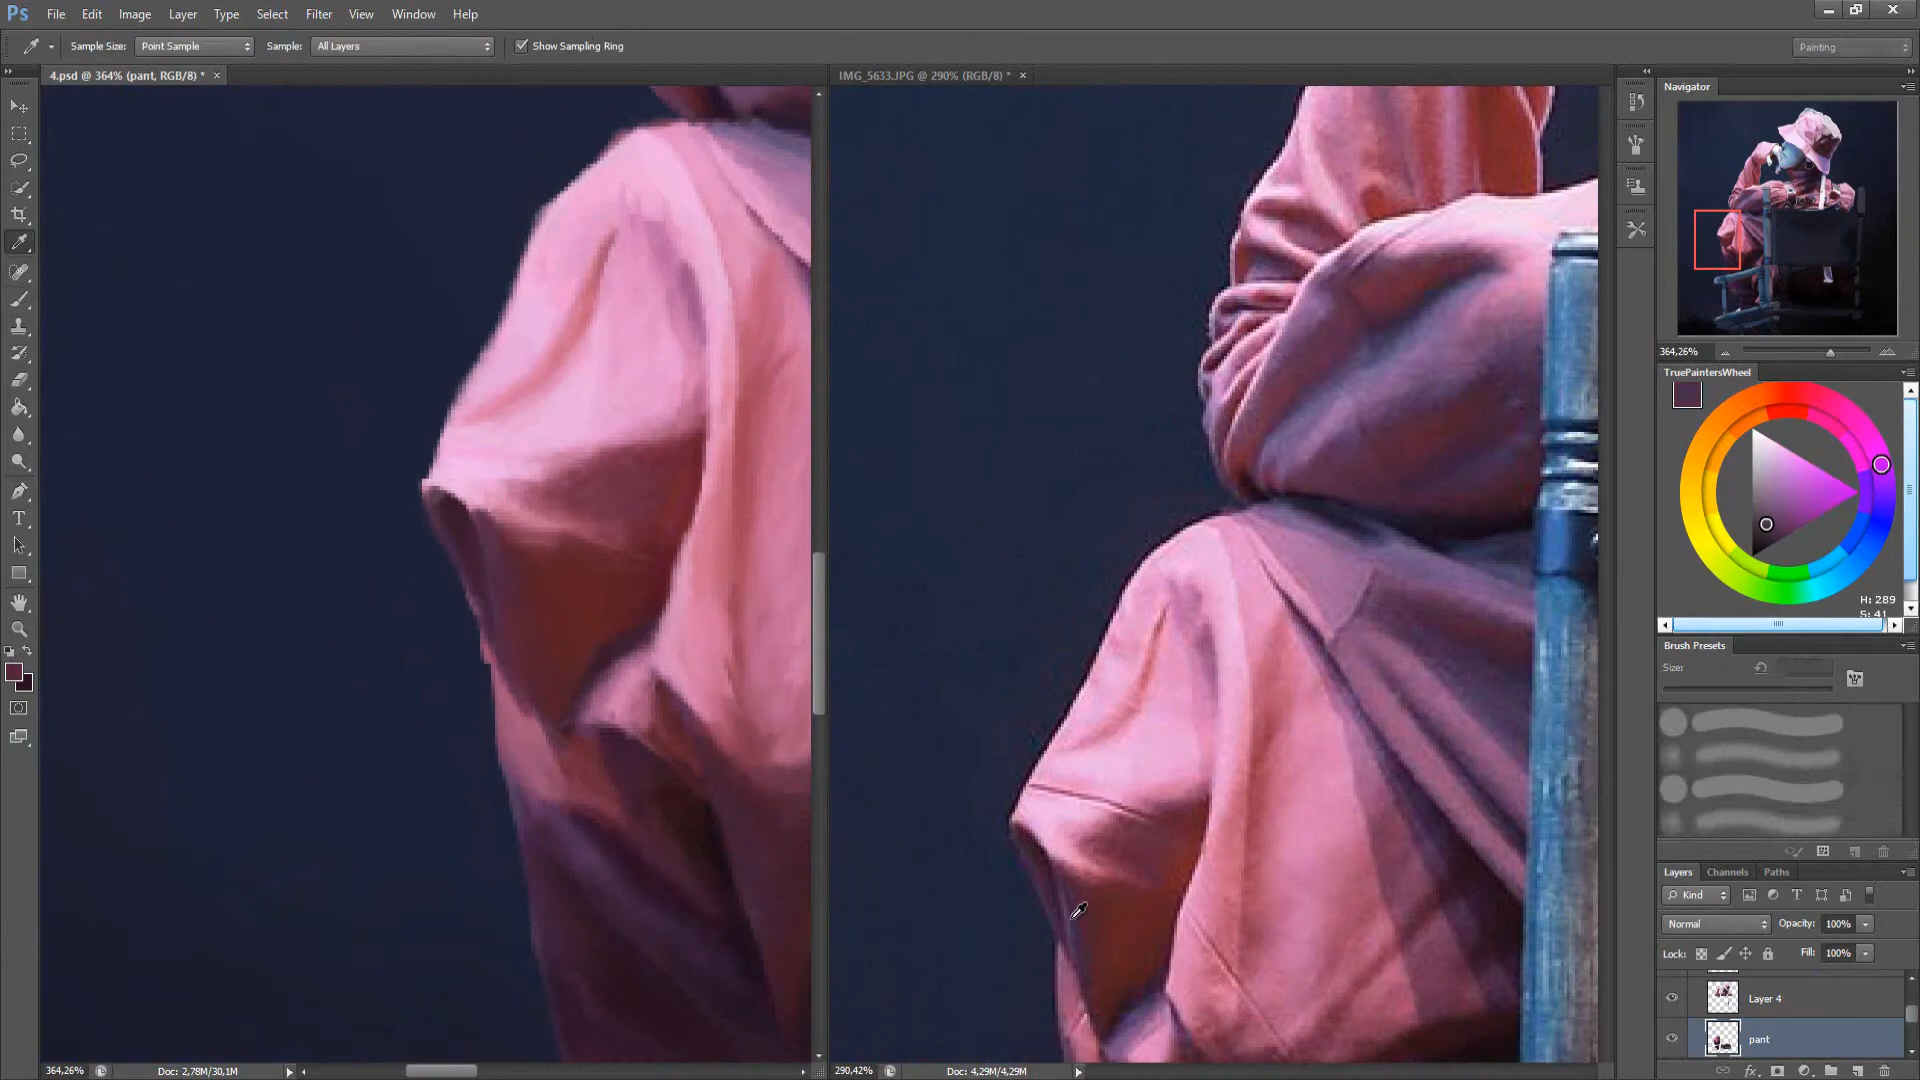 Ps File Edit Image Layer Type Select Filter View Window Help
Sample Size: Point Sample Sample: All Layers Show Sampling Ring Painting
4.psd @ 364% (pant, RGB/8) * × IMG_5633.JPG @ 290% (RGB/8) * ×
Navigator
364,26%
TruePaintersWheel
H: 289
S: 41
Brush Presets
Size:
Layers Channels Paths
Kind
Normal Opacity: 100%
Lock: Fill: 100%
Layer 4
pant
364,26% Doc: 2,78M/30,1M 290,42% Doc: 4,29M/4,29M